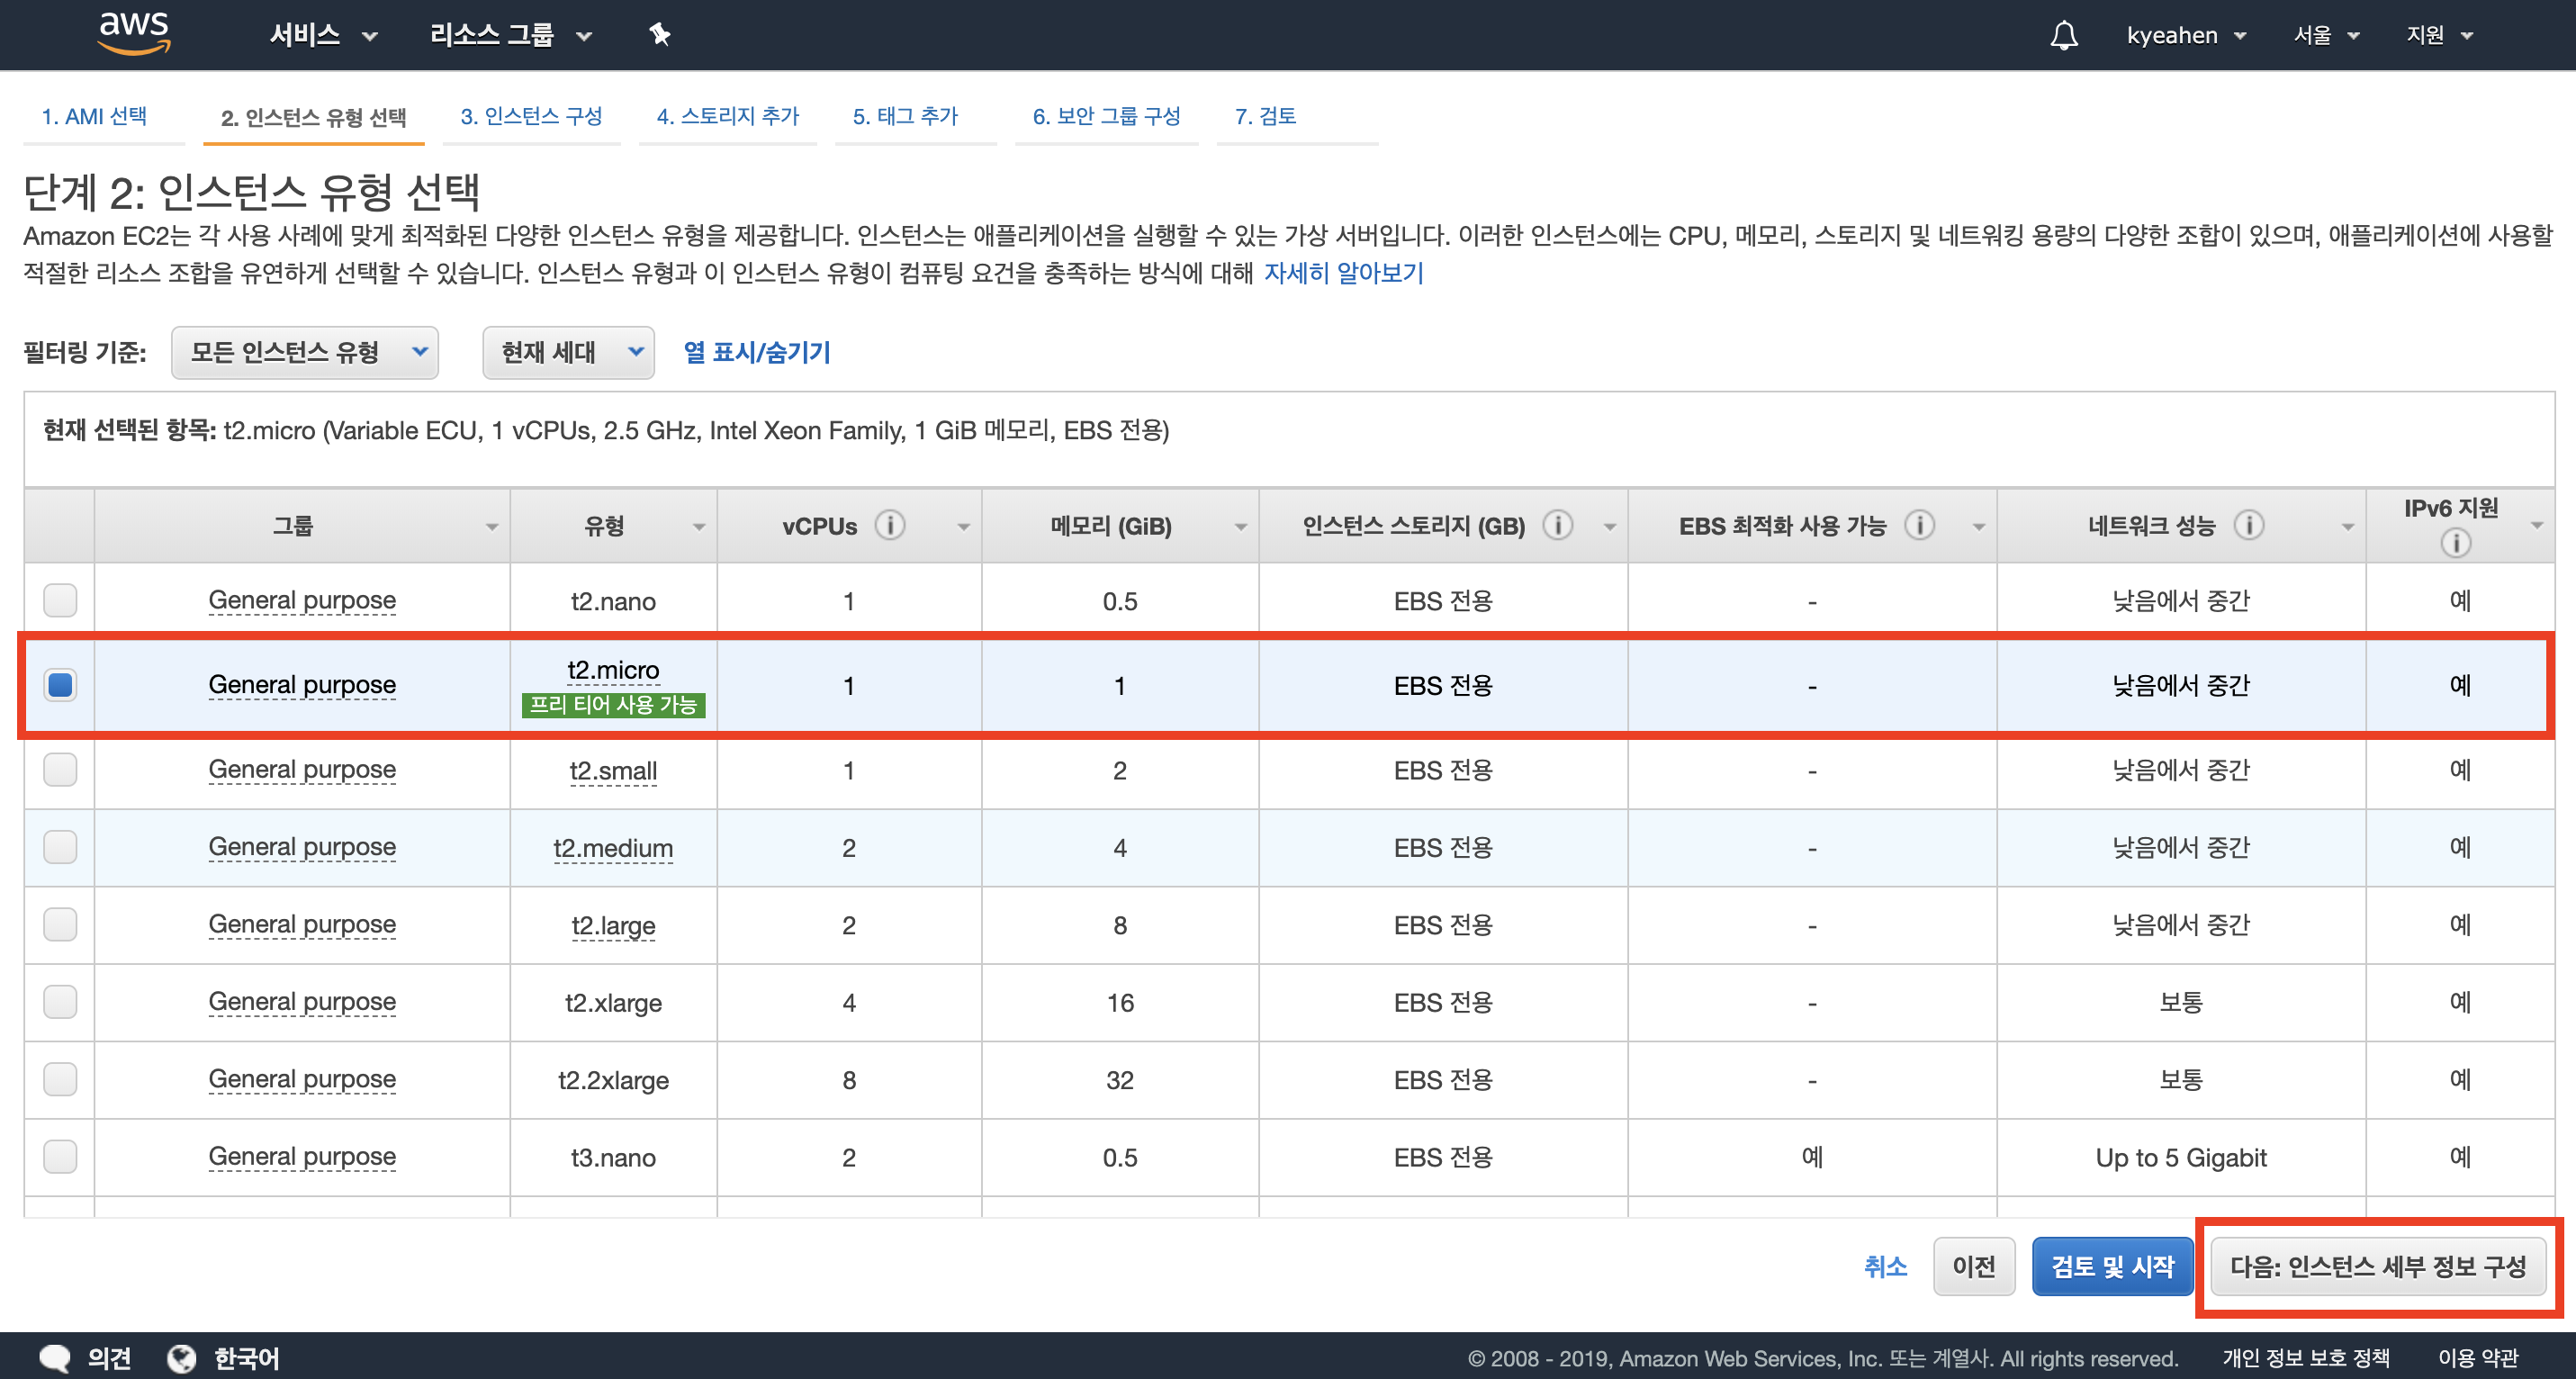 aws 서비스 리소스 그룹 kyeahen 서울 지원
1. AMI 선택 2. 인스턴스 유형 선택 3. 인스턴스 구성 4. 스토리지 추가 5. 태그 추가 6. 보안 그룹 구성 7. 검토
단계 2: 인스턴스 유형 선택
Amazon EC2는 각 사용 사례에 맞게 최적화된 다양한 인스턴스 유형을 제공합니다. 인스턴스는 애플리케이션을 실행할 수 있는 가상 서버입니다. 이러한 인스턴스에는 CPU, 메모리, 스토리지 및 네트워킹 용량의 다양한 조합이 있으며, 애플리케이션에 사용할
적절한 리소스 조합을 유연하게 선택할 수 있습니다. 인스턴스 유형과 이 인스턴스 유형이 컴퓨팅 요건을 충족하는 방식에 대해 자세히 알아보기
필터링 기준: 모든 인스턴스 유형 현재 세대 열 표시/숨기기
현재 선택된 항목: t2.micro (Variable ECU, 1 vCPUs, 2.5 GHz, Intel Xeon Family, 1 GiB 메모리, EBS 전용)
그룹 유형 vCPUs i 메모리 (GiB) 인스턴스 스토리지 (GB) i EBS 최적화 사용 가능 i 네트워크 성능 i IPv6 지원 i
General purpose t2.nano 1 0.5 EBS 전용 - 낮음에서 중간 예
General purpose t2.micro 프리 티어 사용 가능 1 1 EBS 전용 - 낮음에서 중간 예
General purpose t2.small 1 2 EBS 전용 - 낮음에서 중간 예
General purpose t2.medium 2 4 EBS 전용 - 낮음에서 중간 예
General purpose t2.large 2 8 EBS 전용 - 낮음에서 중간 예
General purpose t2.xlarge 4 16 EBS 전용 - 보통 예
General purpose t2.2xlarge 8 32 EBS 전용 - 보통 예
General purpose t3.nano 2 0.5 EBS 전용 예 Up to 5 Gigabit 예
취소 이전 검토 및 시작 다음: 인스턴스 세부 정보 구성
의견 한국어 © 2008 - 2019, Amazon Web Services, Inc. 또는 계열사. All rights reserved. 개인 정보 보호 정책 이용 약관